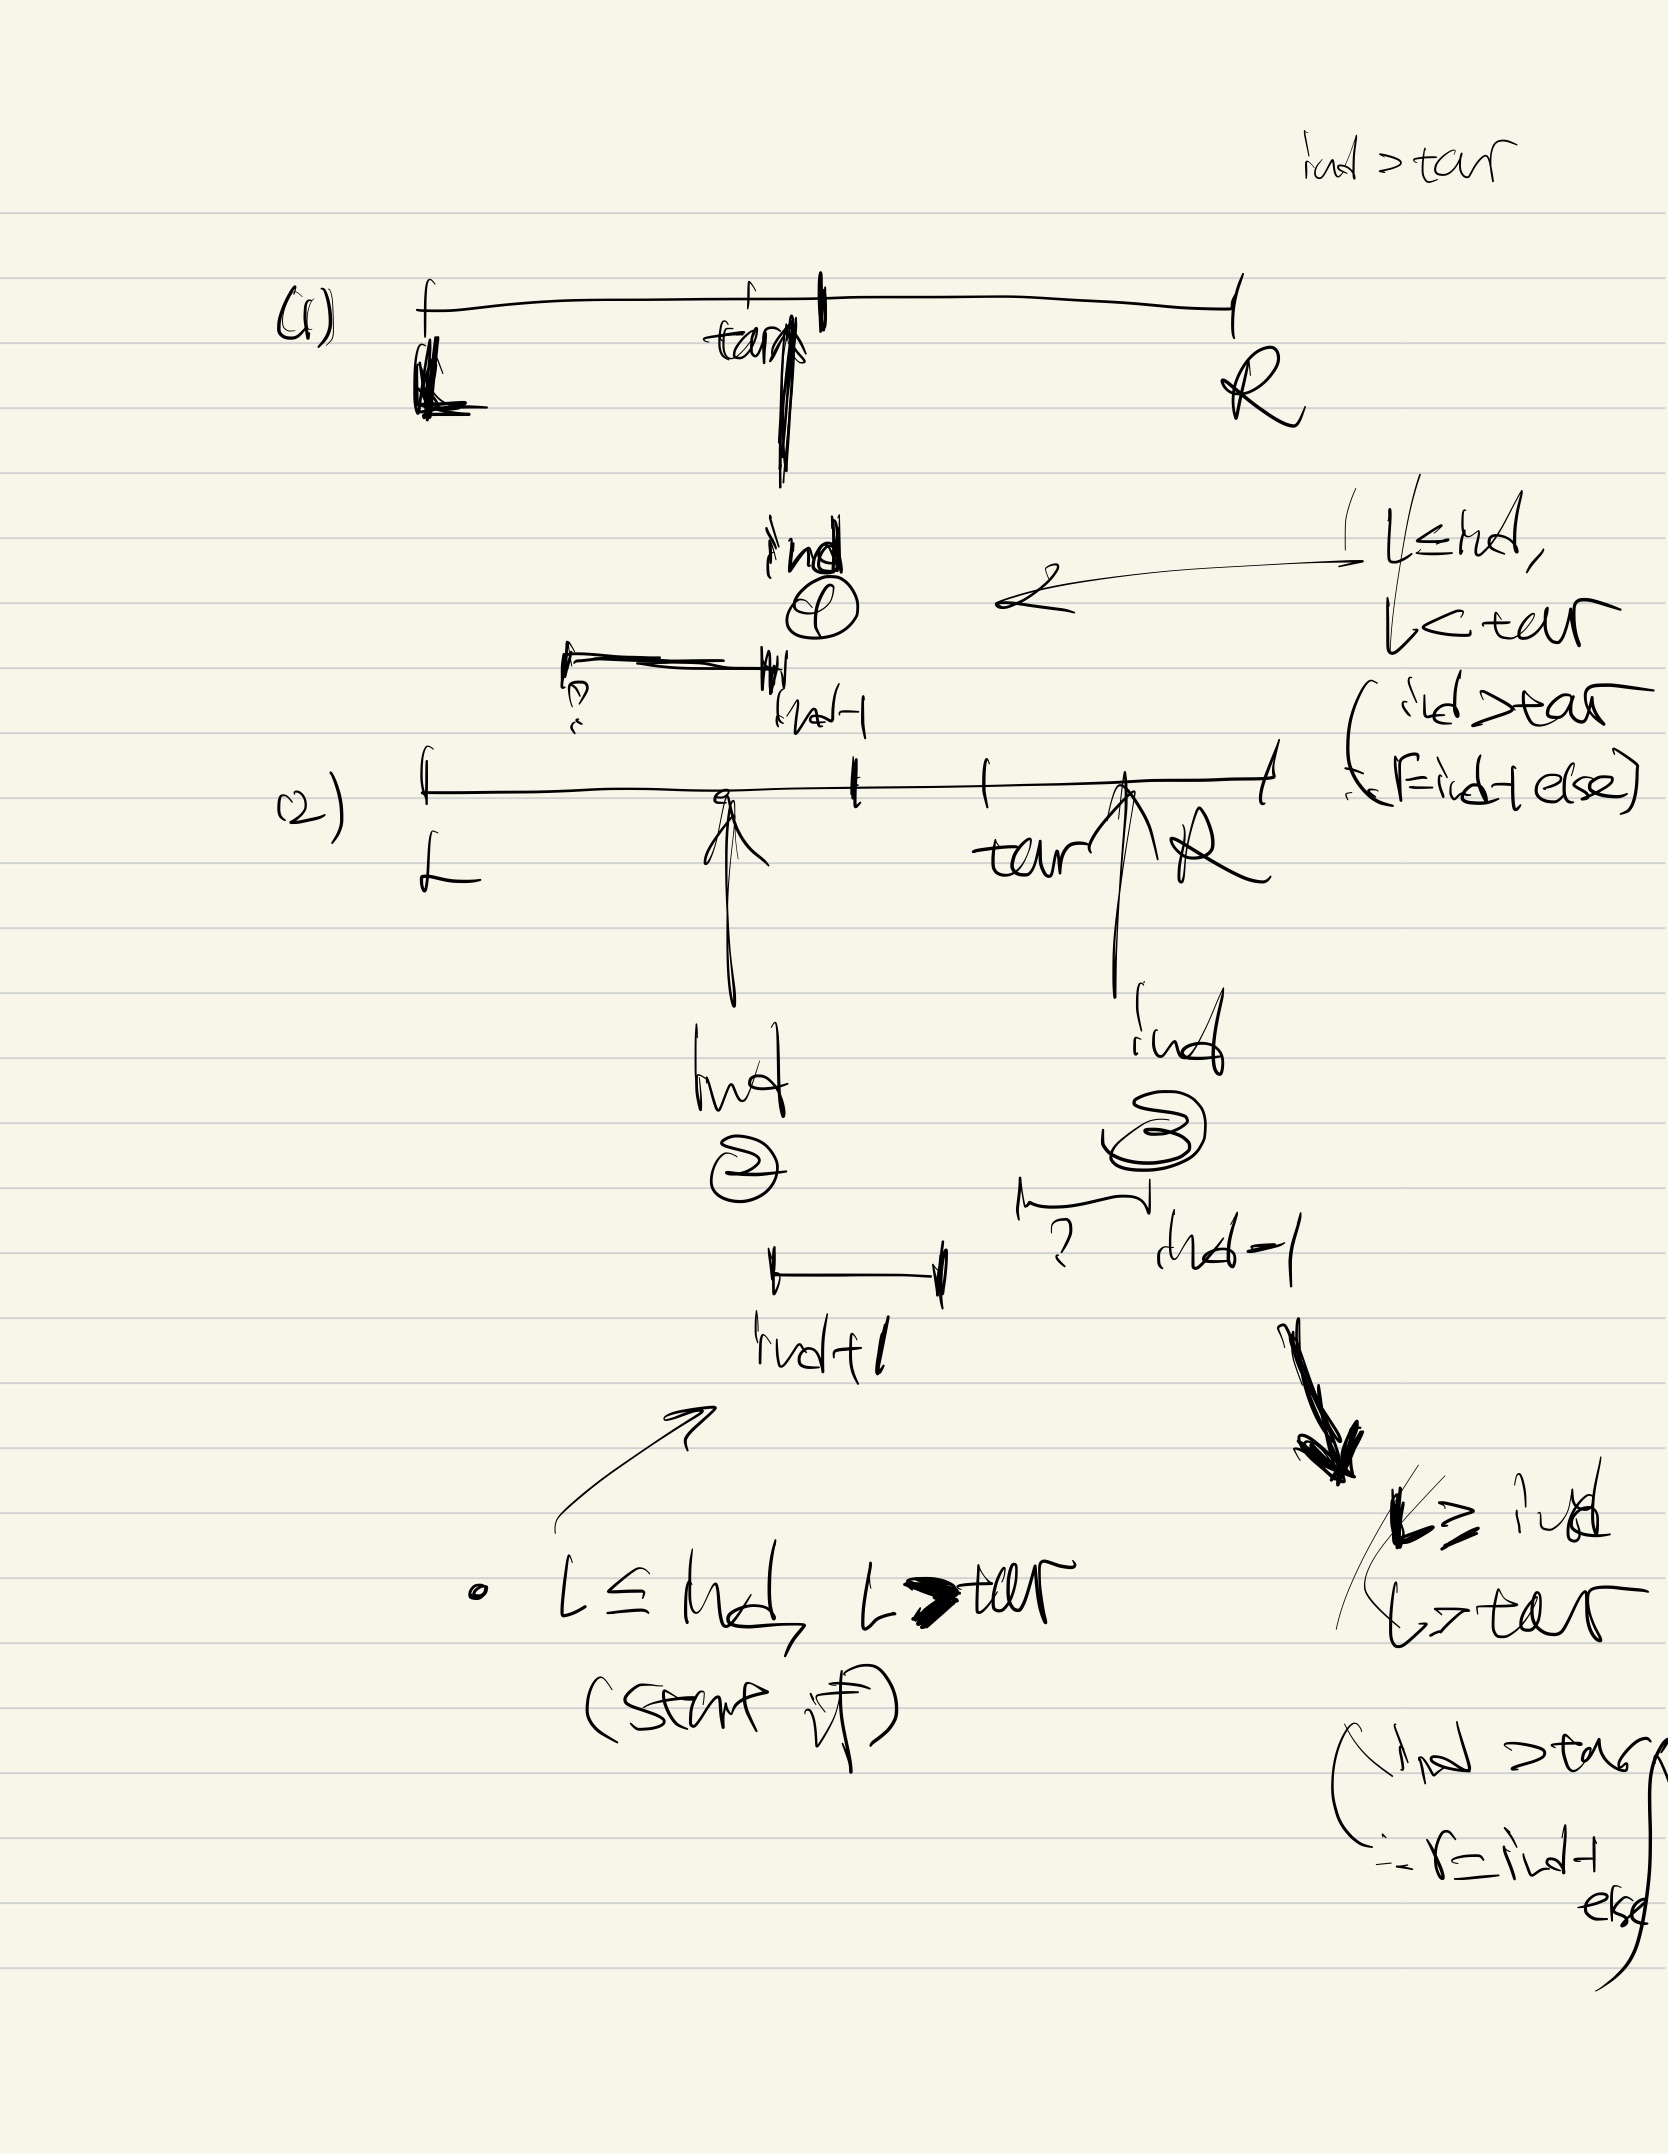 ind > tar
(1)
tar
L
R
ind
①
L ≤ ind,
L < tar
?
ind-1
( ind > tar
∴ r = ind-1 else)
(2)
L
tar
R
ind
②
ind
③
?
ind-1
ind+1
L ≥ ind
L > tar
• L ≤ ind, L > tar
(start if)
( ind > tar
∴ r = ind-1
else )